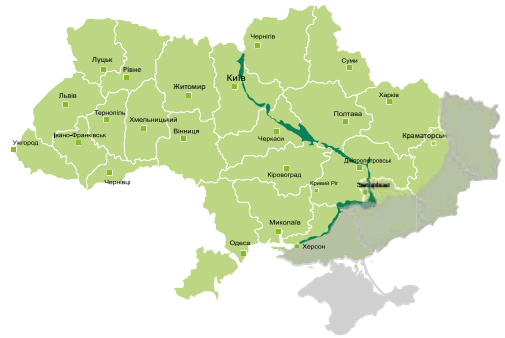 Чернігів
Суми
Луцьк
Рівне
Київ
Житомир
Львів
Харків
Тернопіль
Хмельницький
Полтава
Вінниця
Черкаси
Івано-Франківськ
Краматорськ
Ужгород
Дніпропетровськ
Кіровоград
Чернівці
Кривий Ріг
Миколаїв
Одеса
Херсон